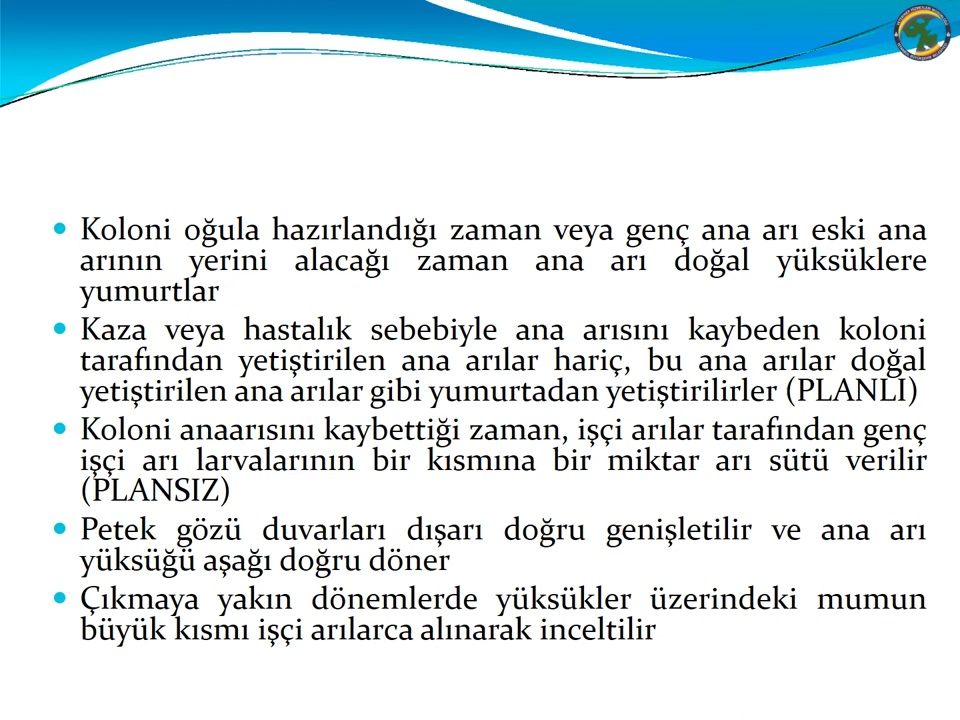 Koloni oğula hazırlandığı zaman veya genç ana arı eski ana
arının yerini alacağı zaman ana arı doğal yüksüklere
yumurtlar
Kaza veya hastalık sebebiyle ana arısını kaybeden koloni
tarafından yetiştirilen ana arılar hariç, bu ana arılar doğal
yetiştirilen ana arılar gibi yumurtadan yetiştirilirler (PLANLI)
Koloni anaarısını kaybettiği zaman, işçi arılar tarafından genç
işçi arı larvalarının bir kısmına bir miktar arı sütü verilir
(PLANSIZ)
Petek gözü duvarları dışarı doğru genişletilir ve ana arı
yüksüğü aşağı doğru döner
Çıkmaya yakın dönemlerde yüksükler üzerindeki mumun
büyük kısmı işçi arılarca alınarak inceltilir